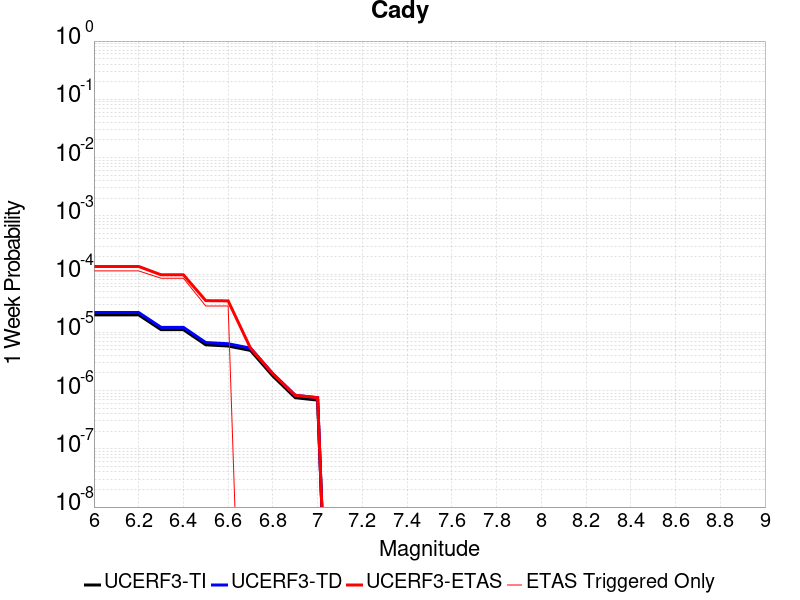 Cady
10^0
10^-1
10^-2
10^-3
10^-4
10^-5
10^-6
10^-7
10^-8
1 Week Probability
6 6.2 6.4 6.6 6.8 7 7.2 7.4 7.6 7.8 8 8.2 8.4 8.6 8.8 9
Magnitude
UCERF3-TI UCERF3-TD UCERF3-ETAS ETAS Triggered Only